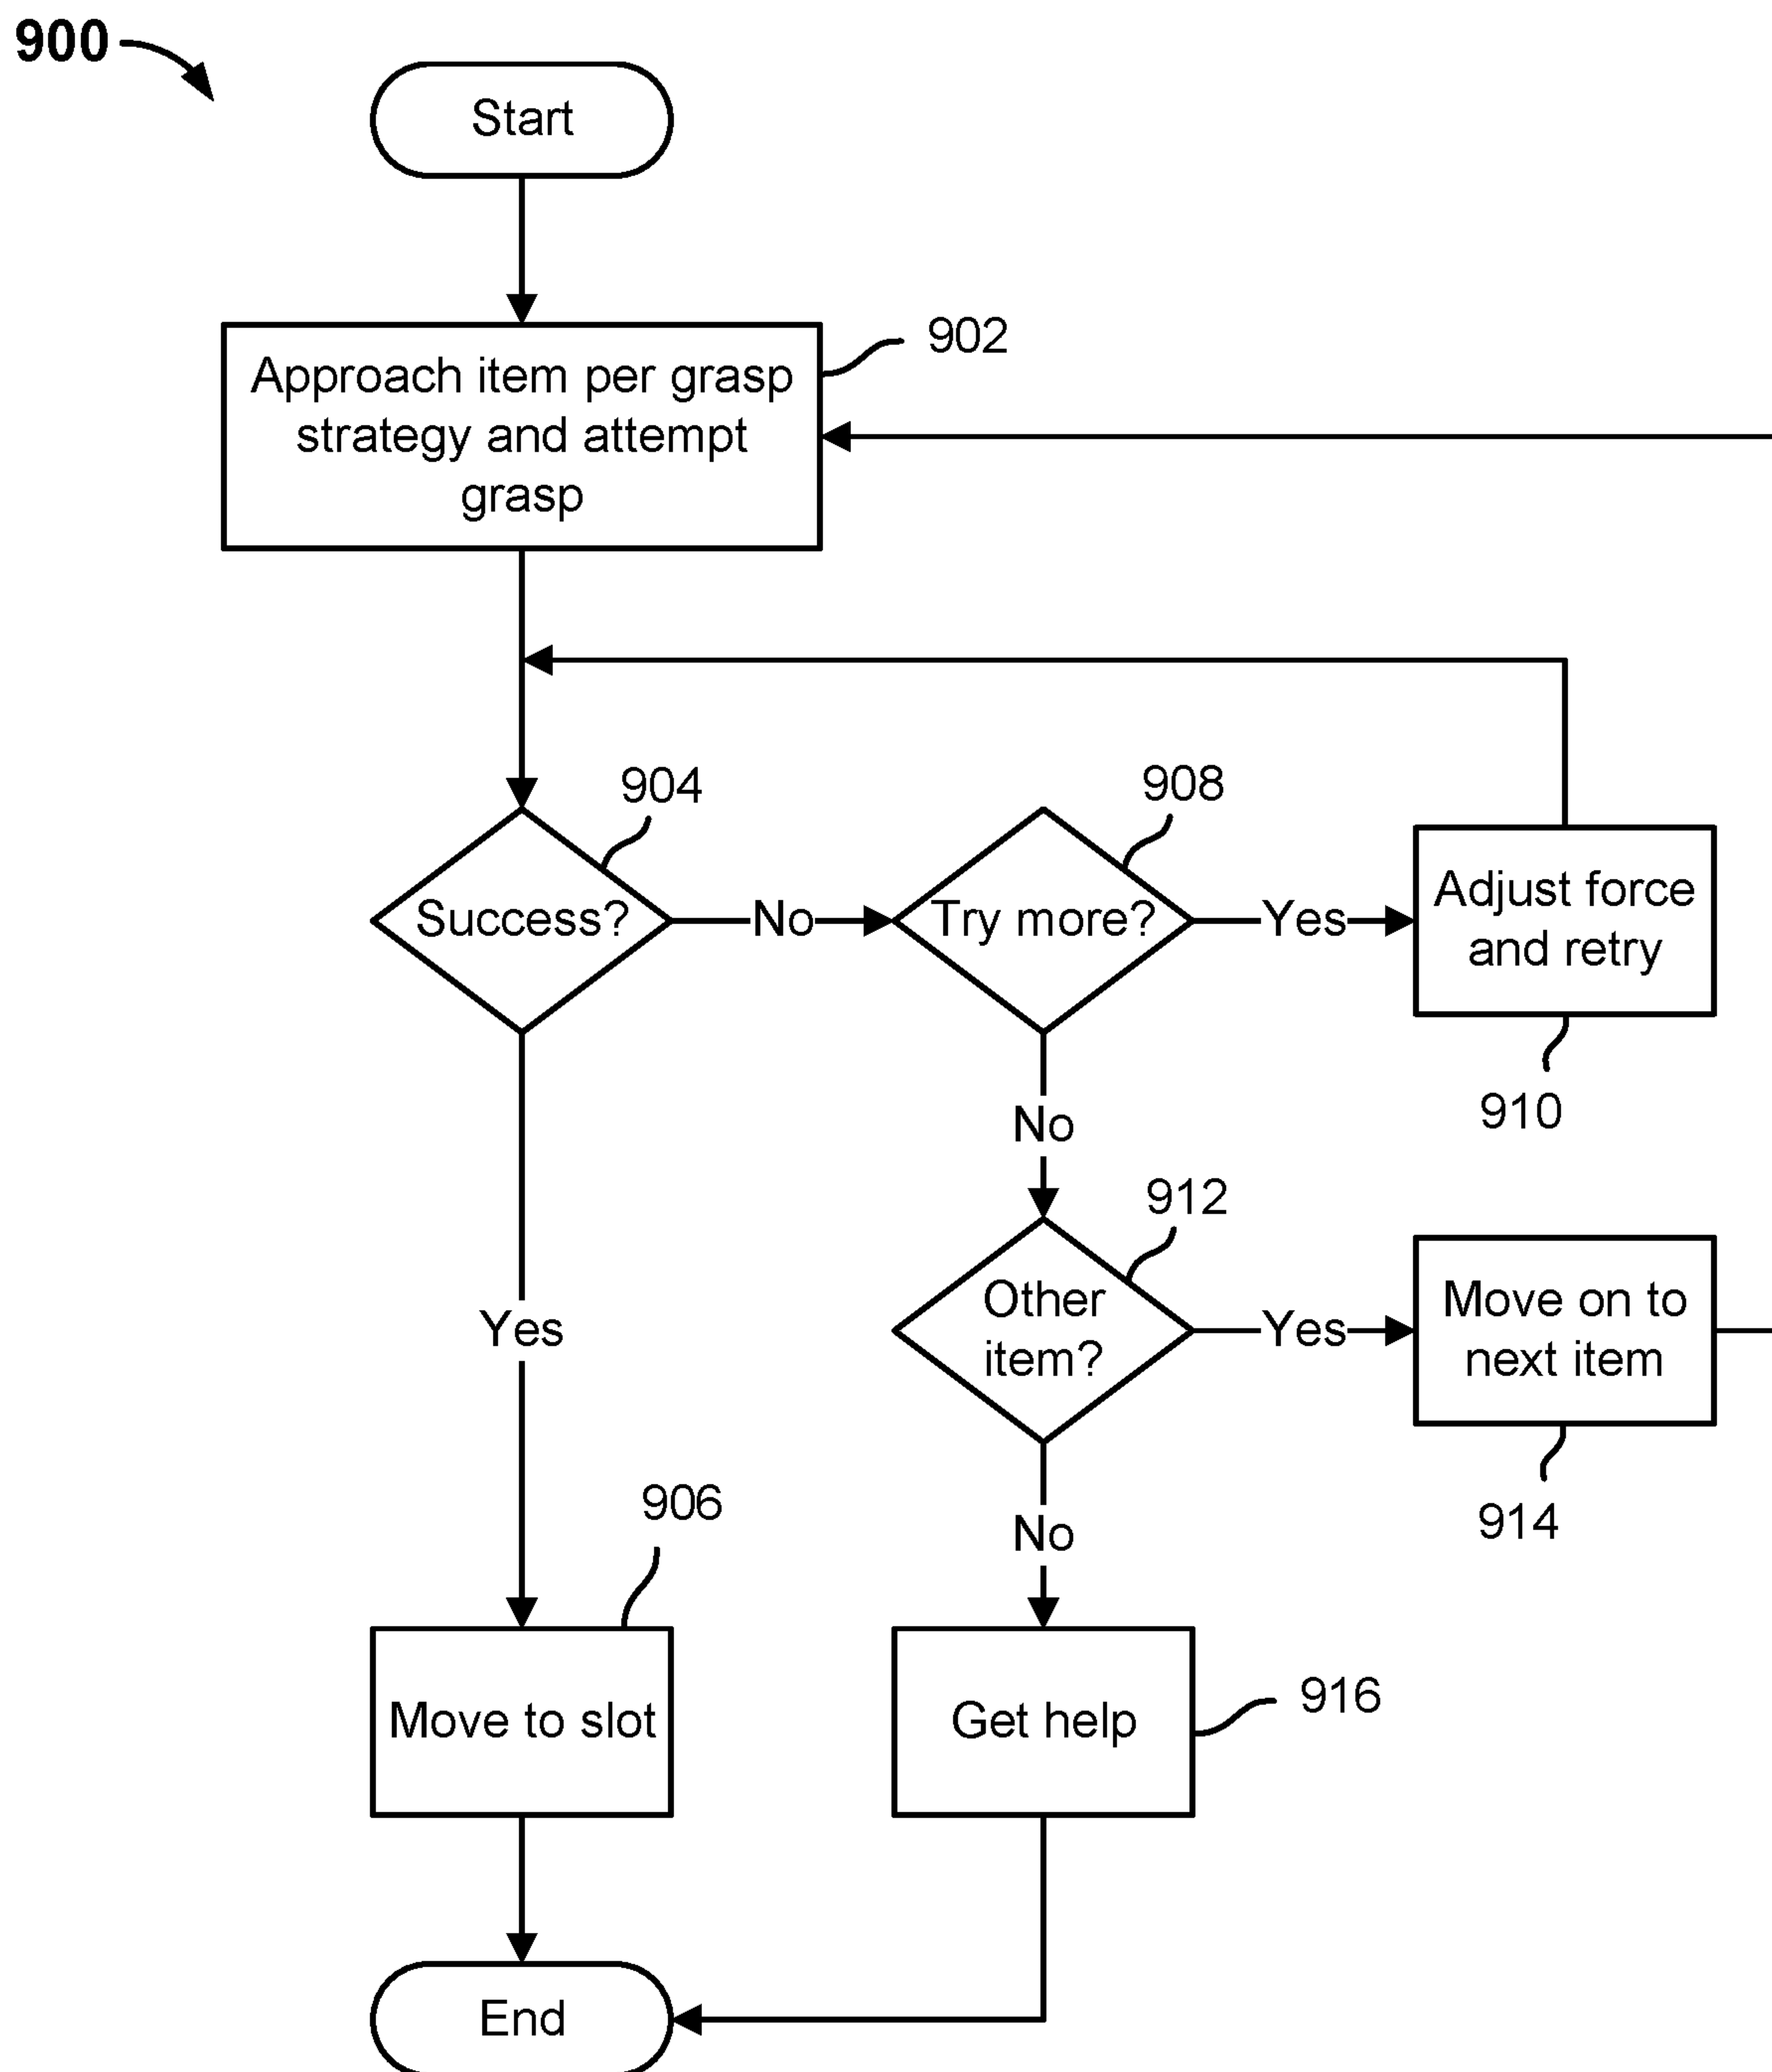 900
Start
902
Approach item per grasp
strategy and attempt
grasp
904
908
Success?
No
Try more?
Yes
Adjust force
and retry
910
No
912
Yes
Other
item?
Yes
Move on to
next item
914
906
No
Move to slot
Get help
916
End